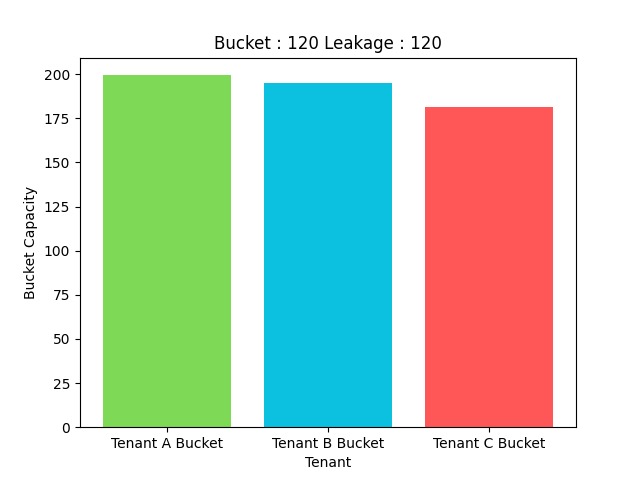 Bucket : 120 Leakage : 120
200
175
150
125
100
75
50
25
0
Bucket Capacity
Tenant A Bucket
Tenant B Bucket
Tenant C Bucket
Tenant